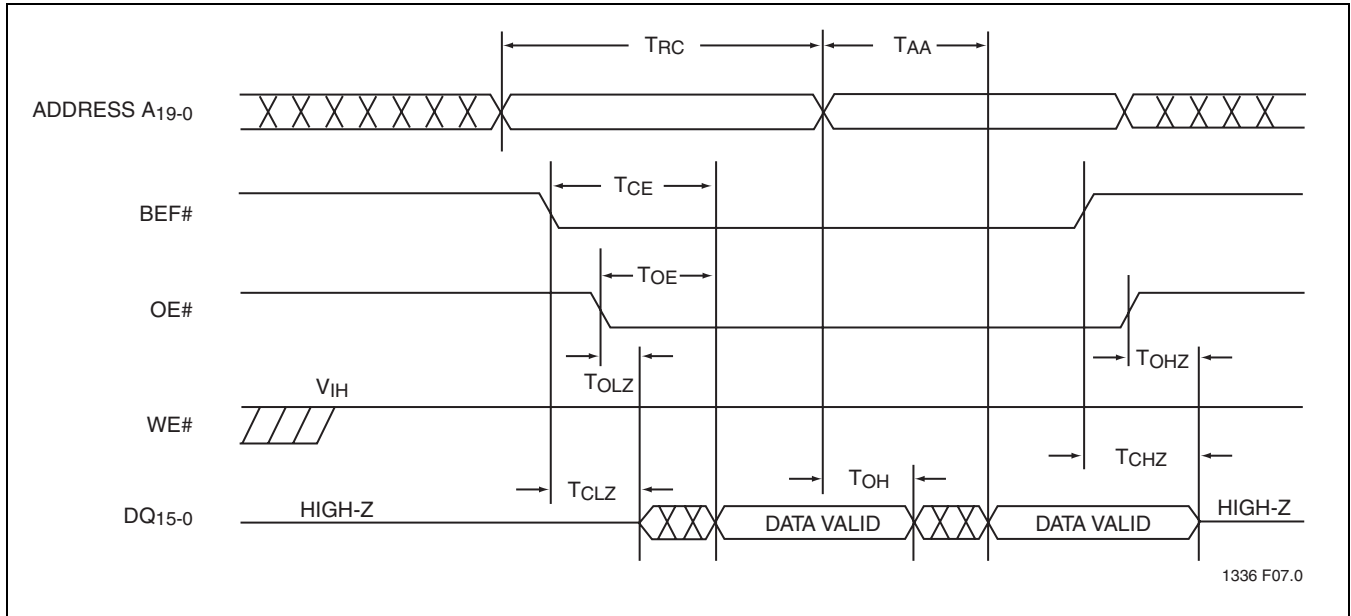 TRC TAA
ADDRESS A19-0
TCE
BEF#
TOE
OE#
TOLZ TOHZ
VIH
WE#
TCHZ
TCLZ TOH
DQ15-0 HIGH-Z DATA VALID DATA VALID HIGH-Z
1336 F07.0